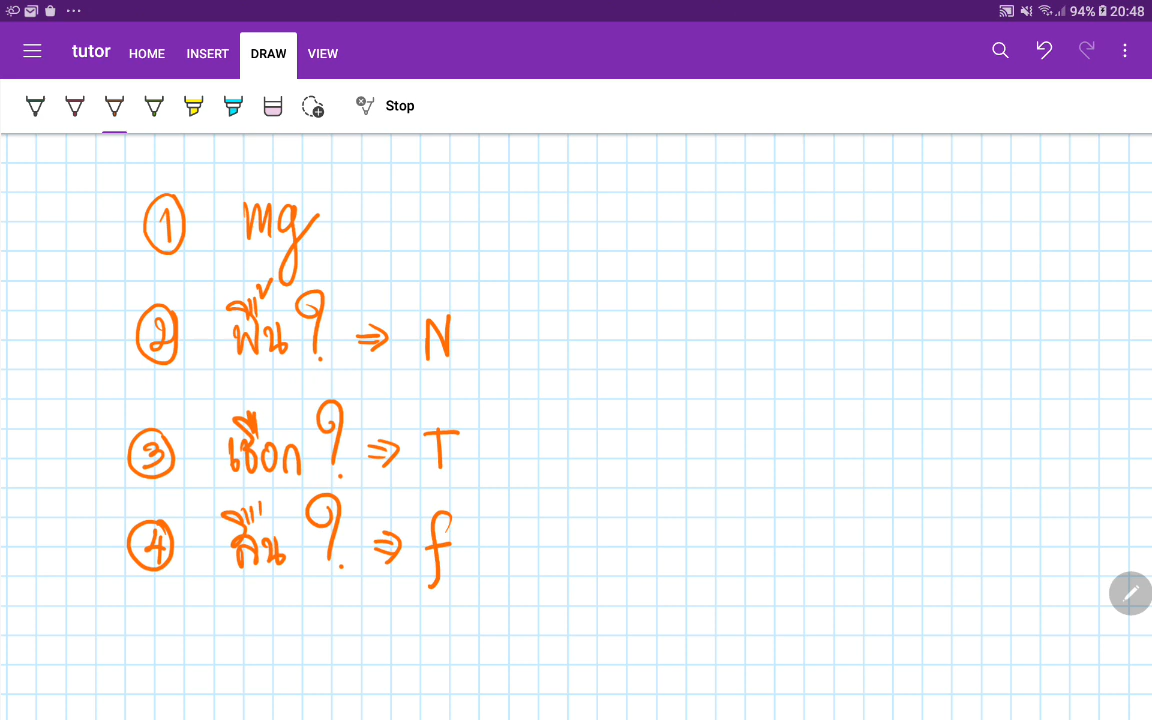 94% 20:48
tutor HOME INSERT DRAW VIEW
Stop
① mg
② พื้น ? ⇒ N
③ เชือก ? ⇒ T
④ ลื่น ? ⇒ f